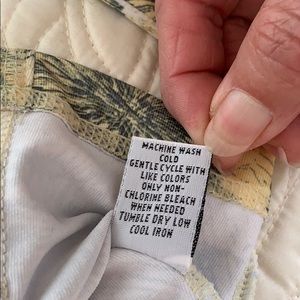 MACHINE WASH
COLD
GENTLE CYCLE WITH
LIKE COLORS
ONLY NON-
CHLORINE BLEACH
WHEN NEEDED
TUMBLE DRY LOW
COOL IRON